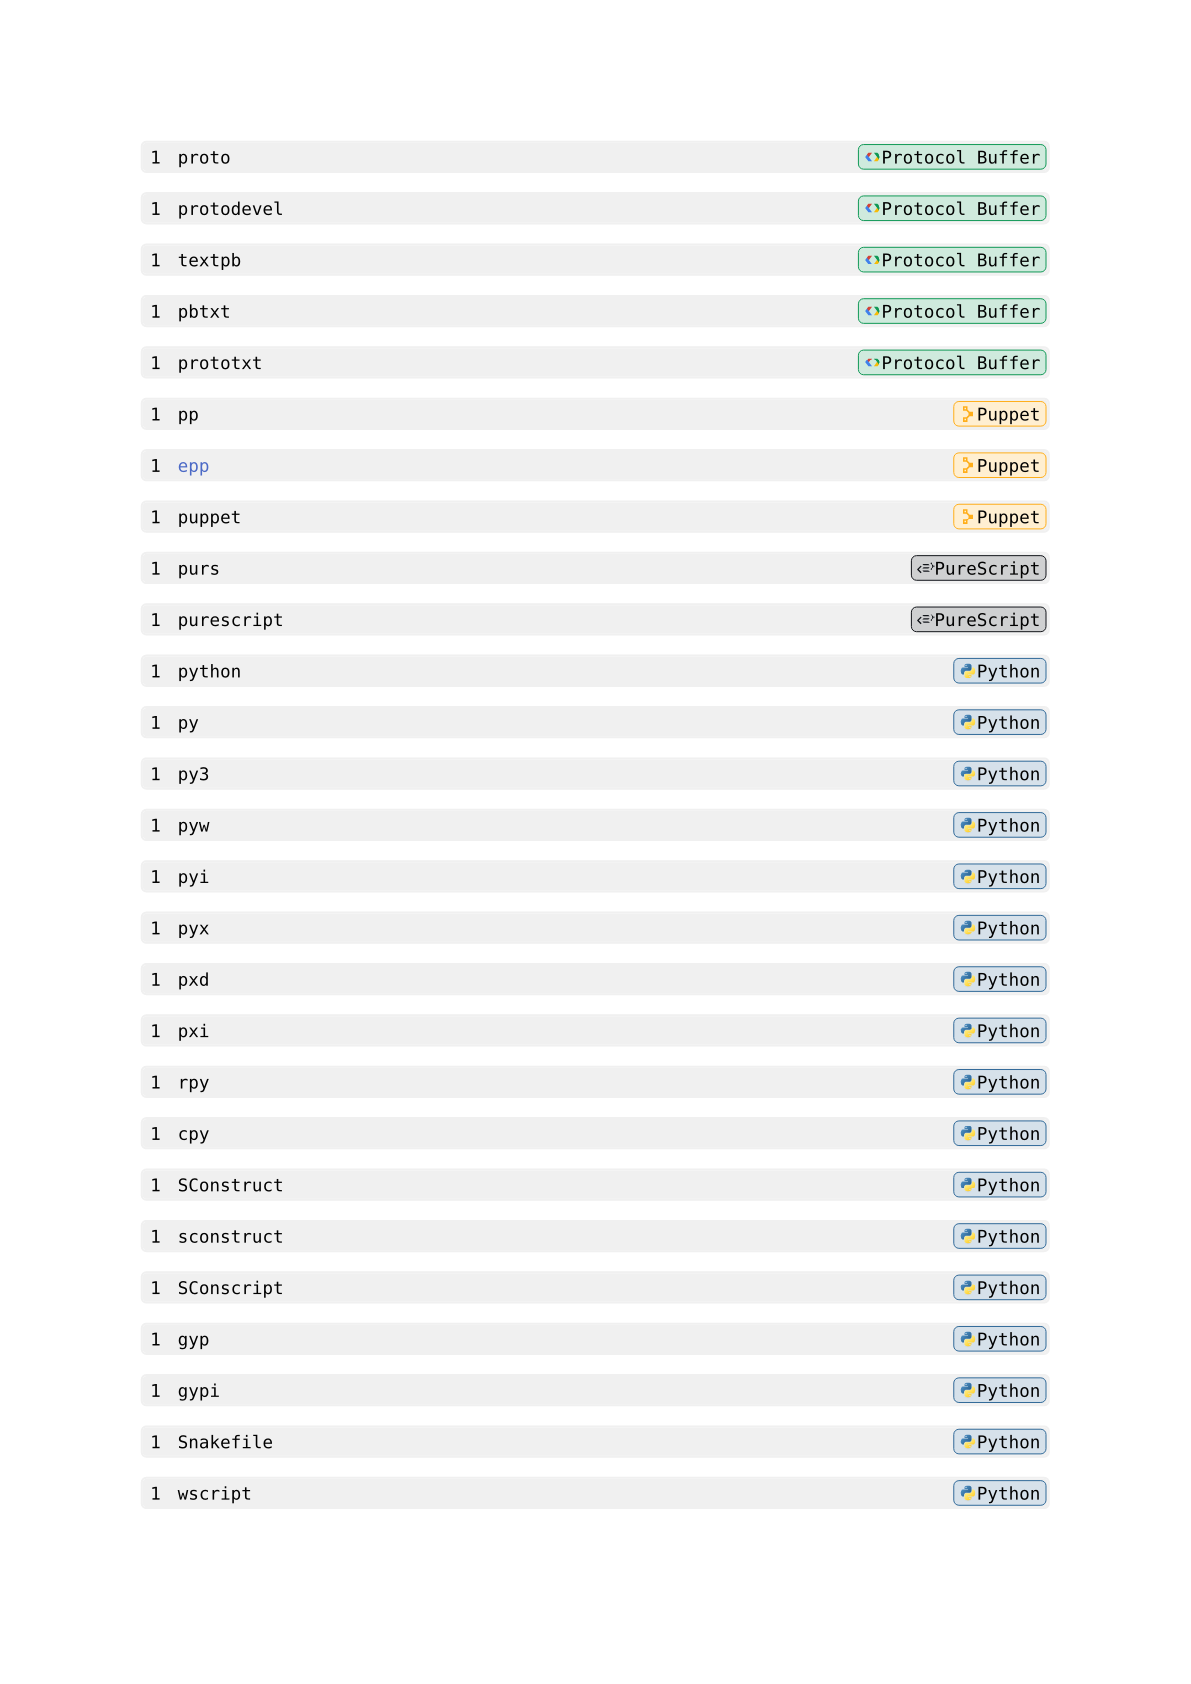 1 proto Protocol Buffer
1 protodevel Protocol Buffer
1 textpb Protocol Buffer
1 pbtxt Protocol Buffer
1 prototxt Protocol Buffer
1 pp Puppet
1 epp Puppet
1 puppet Puppet
1 purs PureScript
1 purescript PureScript
1 python Python
1 py Python
1 py3 Python
1 pyw Python
1 pyi Python
1 pyx Python
1 pxd Python
1 pxi Python
1 rpy Python
1 cpy Python
1 SConstruct Python
1 sconstruct Python
1 SConscript Python
1 gyp Python
1 gypi Python
1 Snakefile Python
1 wscript Python